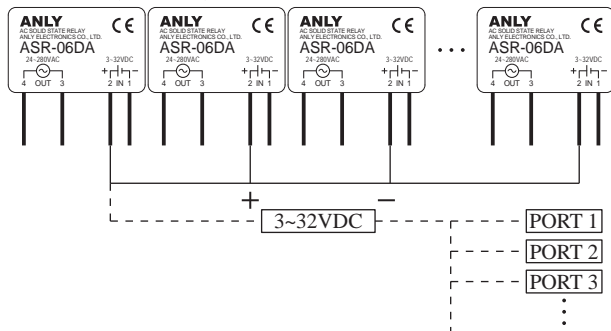 ANLY CE
AC SOLID STATE RELAY
ANLY ELECTRONICS CO., LTD.
ASR-06DA
24~280VAC 3~32VDC
+ −
4 OUT 3 2 IN 1
ANLY CE
AC SOLID STATE RELAY
ANLY ELECTRONICS CO., LTD.
ASR-06DA
24~280VAC 3~32VDC
+ −
4 OUT 3 2 IN 1
ANLY CE
AC SOLID STATE RELAY
ANLY ELECTRONICS CO., LTD.
ASR-06DA
24~280VAC 3~32VDC
+ −
4 OUT 3 2 IN 1
...
ANLY CE
AC SOLID STATE RELAY
ANLY ELECTRONICS CO., LTD.
ASR-06DA
24~280VAC 3~32VDC
+ −
4 OUT 3 2 IN 1
+ −
3~32VDC
PORT 1
PORT 2
PORT 3